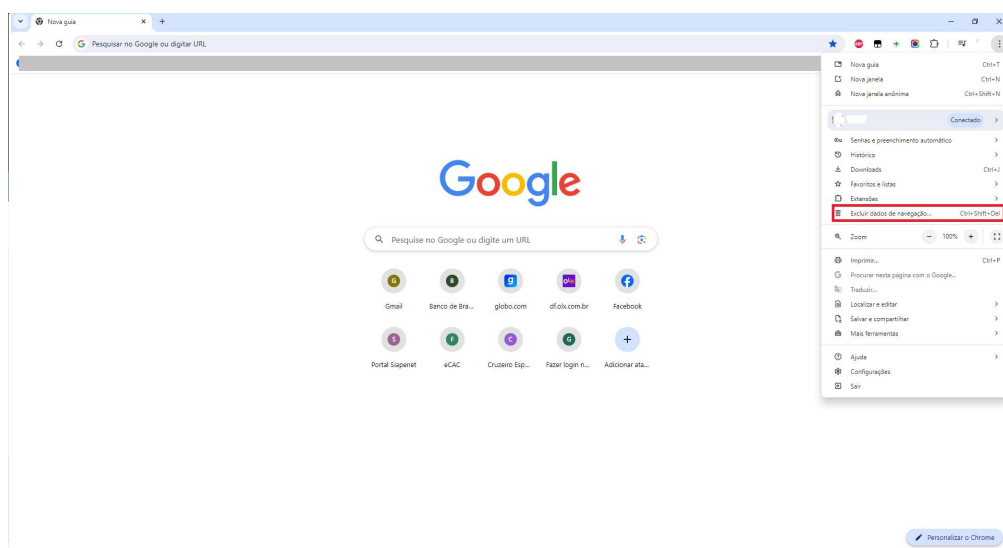 Nova guia
Pesquisar no Google ou digitar URL
Nova guia Ctrl+T
Nova janela Ctrl+N
Nova janela anônima Ctrl+Shift+N
Conectado
Senhas e preenchimento automático
Histórico
Downloads Ctrl+J
Favoritos e listas
Extensões
Excluir dados de navegação... Ctrl+Shift+Del
Zoom - 100% +
Imprimir... Ctrl+P
Procurar nesta página com o Google...
Traduzir...
Localizar e editar
Salvar e compartilhar
Mais ferramentas
Ajuda
Configurações
Sair
Google
Pesquise no Google ou digite um URL
G B g olx
Gmail Banco de Bra... globo.com df.olx.com.br Facebook
S e C G +
Portal Siapenet eCAC Cruzeiro Esp... Fazer login n... Adicionar ata...
Personalizar o Chrome